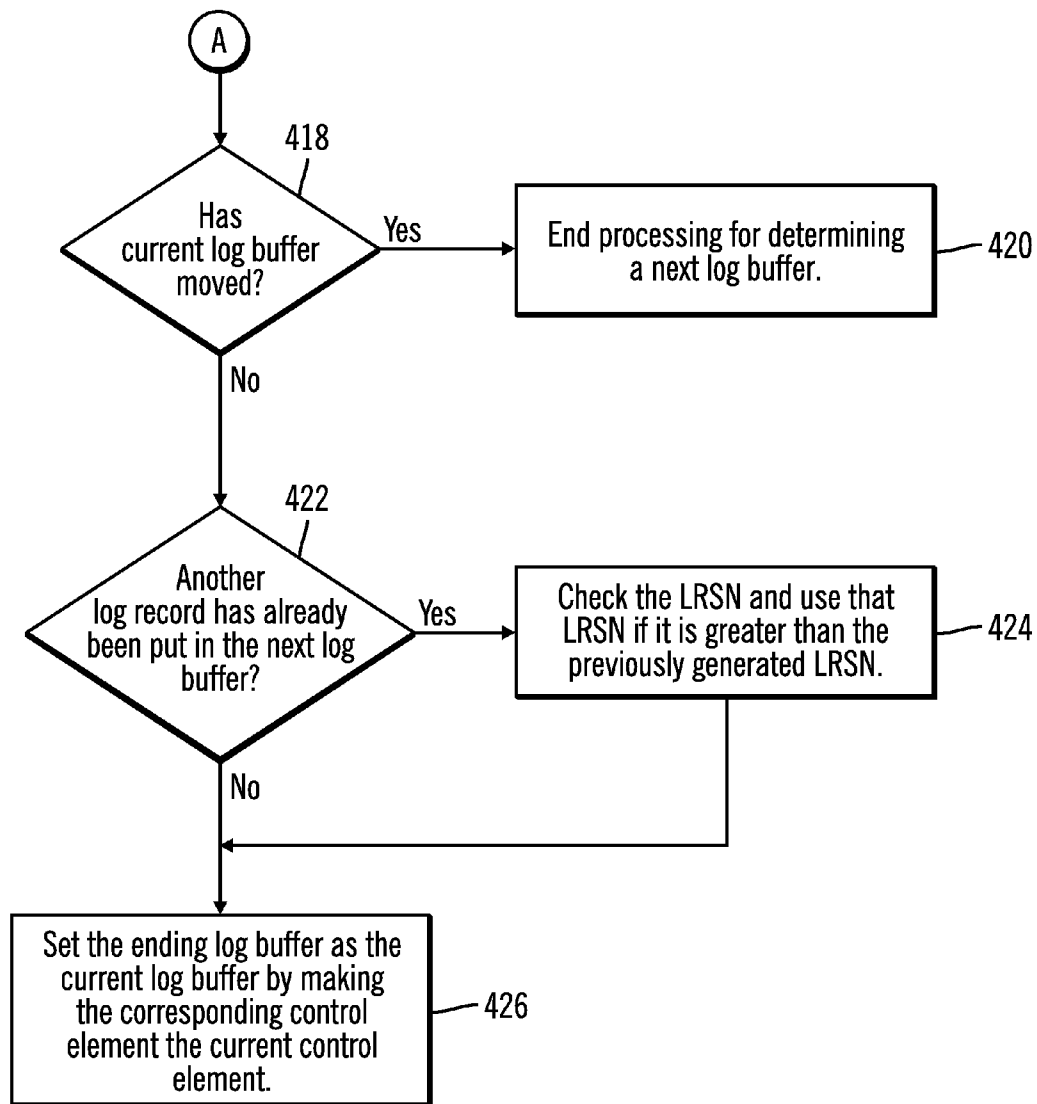 A
418
Has
current log buffer
moved?
Yes
End processing for determining
a next log buffer.
420
No
422
Another
log record has already
been put in the next log
buffer?
Yes
Check the LRSN and use that
LRSN if it is greater than the
previously generated LRSN.
424
No
Set the ending log buffer as the
current log buffer by making
the corresponding control
element the current control
element.
426